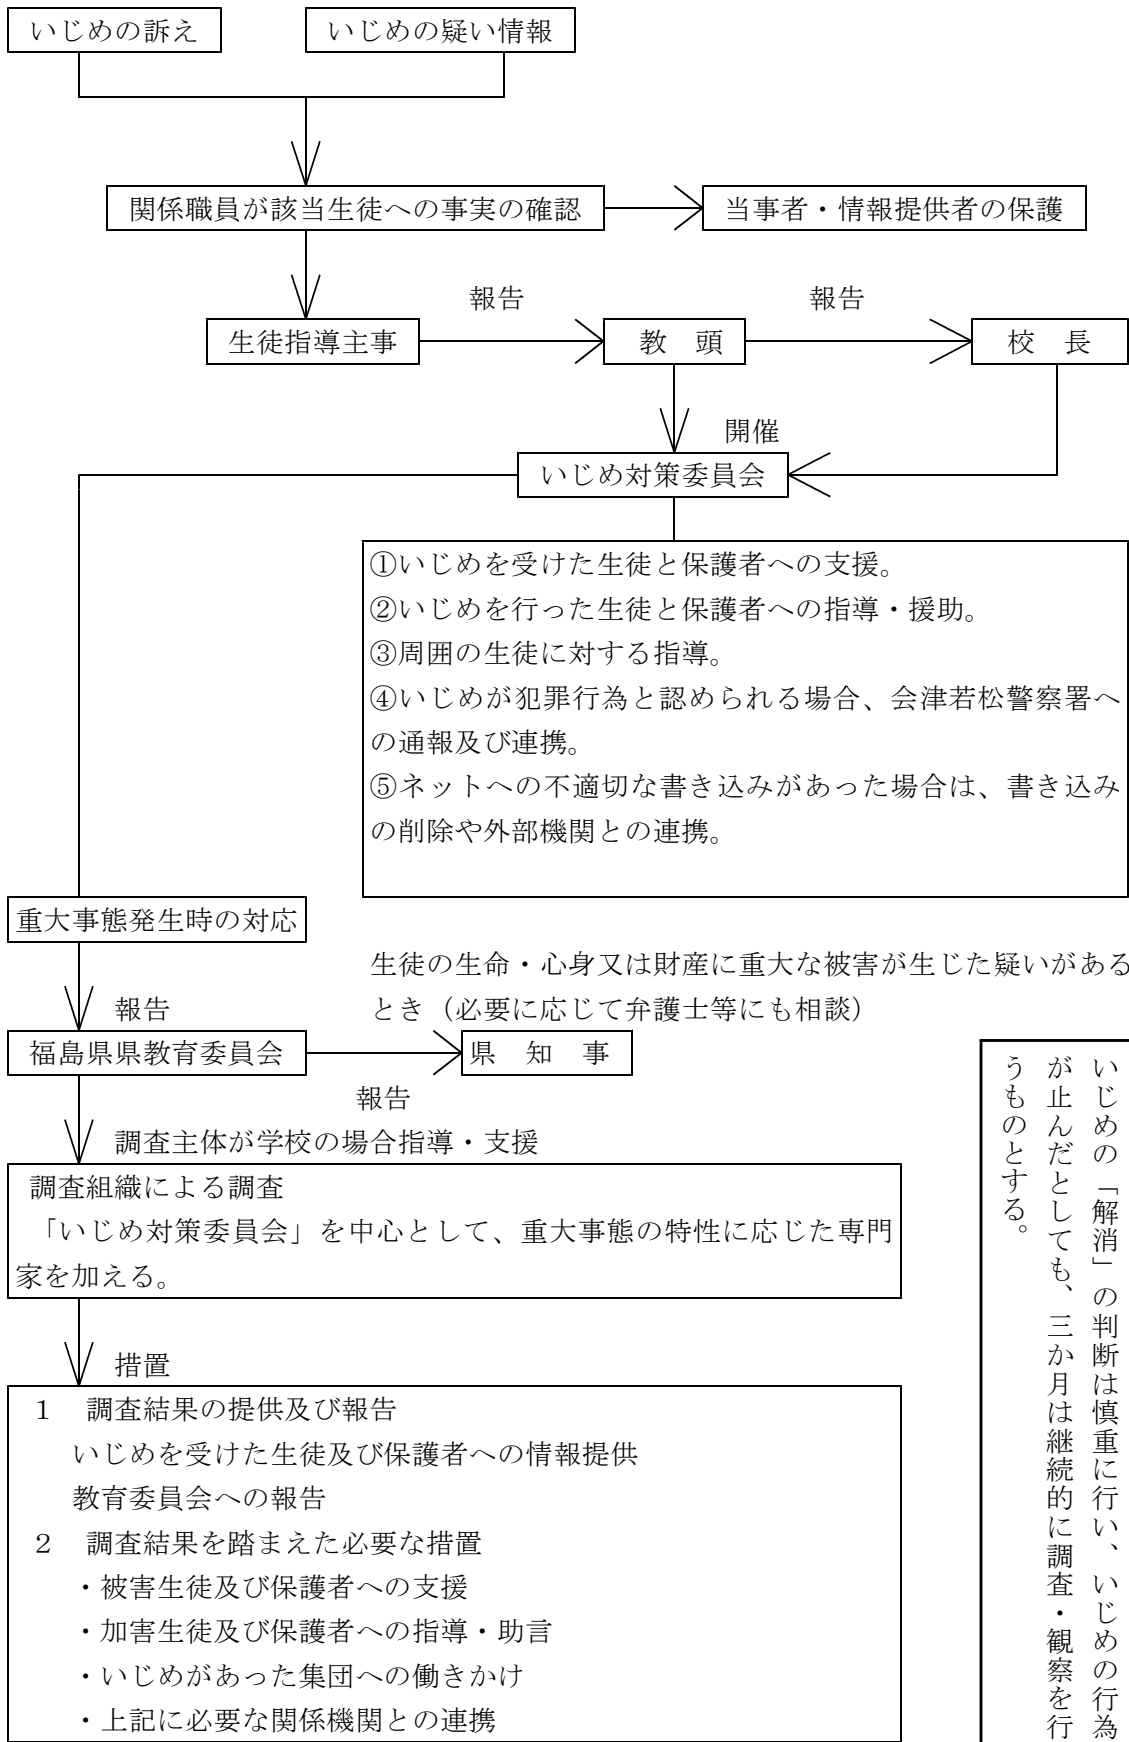 いじめの訴え
いじめの疑い情報
関係職員が該当生徒への事実の確認
当事者・情報提供者の保護
報告
報告
生徒指導主事
教　頭
校　長
開催
いじめ対策委員会
①いじめを受けた生徒と保護者への支援。
②いじめを行った生徒と保護者への指導・援助。
③周囲の生徒に対する指導。
④いじめが犯罪行為と認められる場合、会津若松警察署へ
の通報及び連携。
⑤ネットへの不適切な書き込みがあった場合は、書き込み
の削除や外部機関との連携。
重大事態発生時の対応
生徒の生命・心身又は財産に重大な被害が生じた疑いがある
とき（必要に応じて弁護士等にも相談）
報告
福島県県教育委員会
県　知　事
報告
調査主体が学校の場合指導・支援
調査組織による調査
「いじめ対策委員会」を中心として、重大事態の特性に応じた専門
家を加える。
措置
１　調査結果の提供及び報告
いじめを受けた生徒及び保護者への情報提供
教育委員会への報告
２　調査結果を踏まえた必要な措置
・被害生徒及び保護者への支援
・加害生徒及び保護者への指導・助言
・いじめがあった集団への働きかけ
・上記に必要な関係機関との連携
いじめの「解消」の判断は慎重に行い、いじめの行為
が止んだとしても、三か月は継続的に調査・観察を行
うものとする。